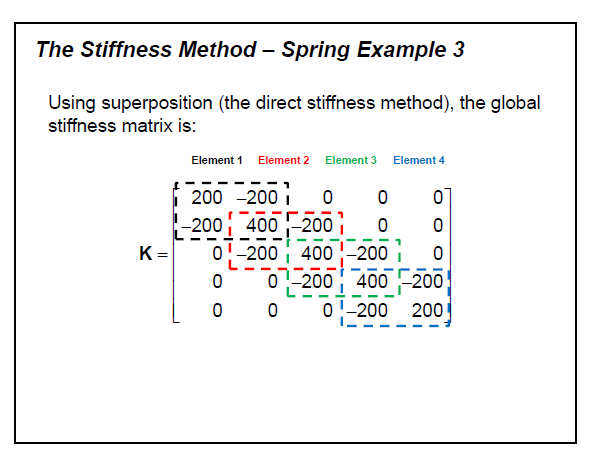 The Stiffness Method – Spring Example 3
Using superposition (the direct stiffness method), the global
stiffness matrix is:
Element 1 Element 2 Element 3 Element 4
200 –200 0 0 0
–200 400 –200 0 0
K = 0 –200 400 –200 0
0 0 –200 400 –200
0 0 0 –200 200